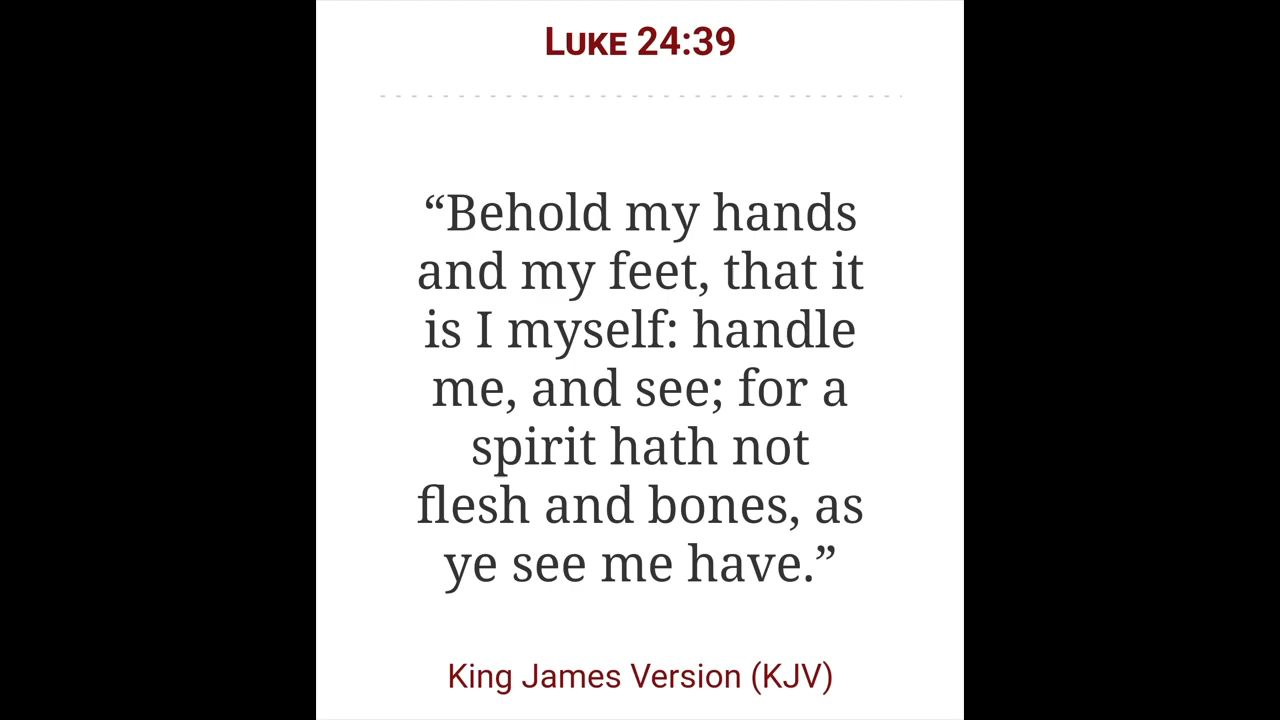 Luke 24:39
“Behold my hands
and my feet, that it
is I myself: handle
me, and see; for a
spirit hath not
flesh and bones, as
ye see me have.”
King James Version (KJV)